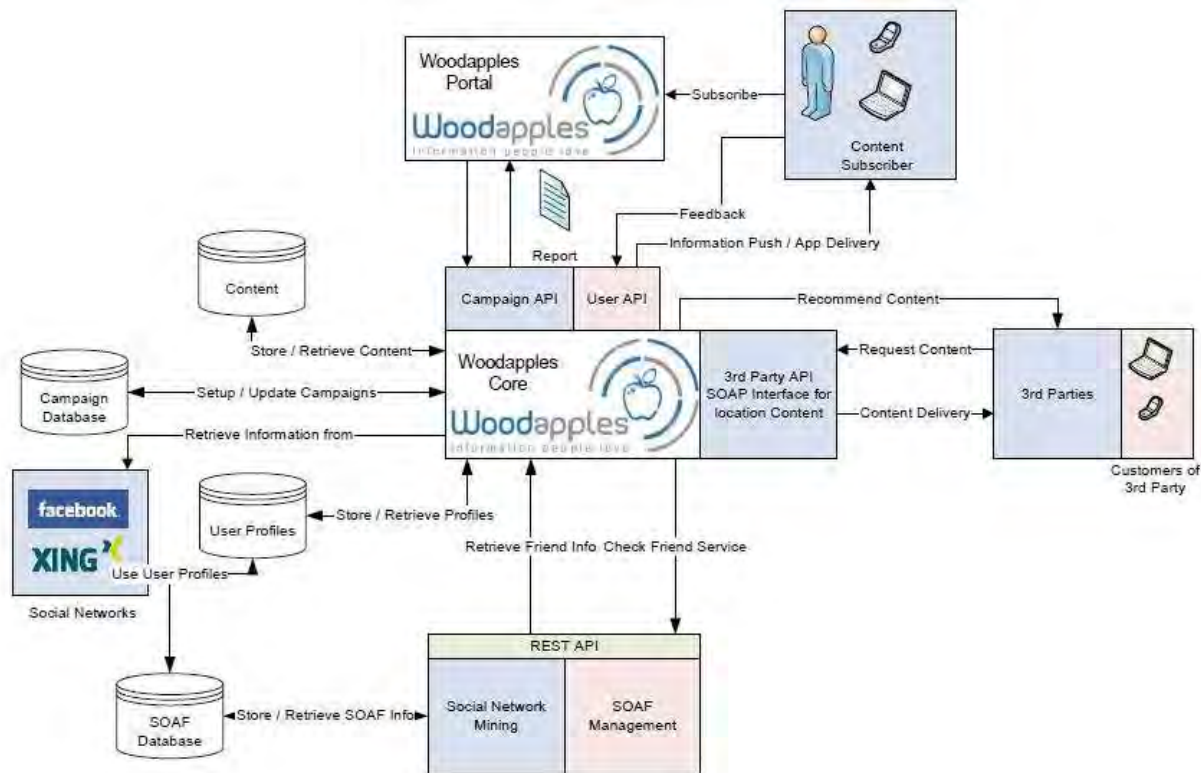 Woodapples
Portal
Woodapples
information people love
Subscribe
Content
Subscriber
Feedback
Information Push / App Delivery
Report
Content
Campaign API
User API
Recommend Content
Store / Retrieve Content
Woodapples
Core
Woodapples
information people love
3rd Party API
SOAP Interface for
location Content
Request Content
Content Delivery
3rd Parties
Customers of
3rd Party
Campaign
Database
Setup / Update Campaigns
Retrieve Information from
facebook
XING
Social Networks
User Profiles
Store / Retrieve Profiles
Use User Profiles
Retrieve Friend Info
Check Friend Service
REST API
Social Network
Mining
SOAF
Management
SOAF
Database
Store / Retrieve SOAF Info